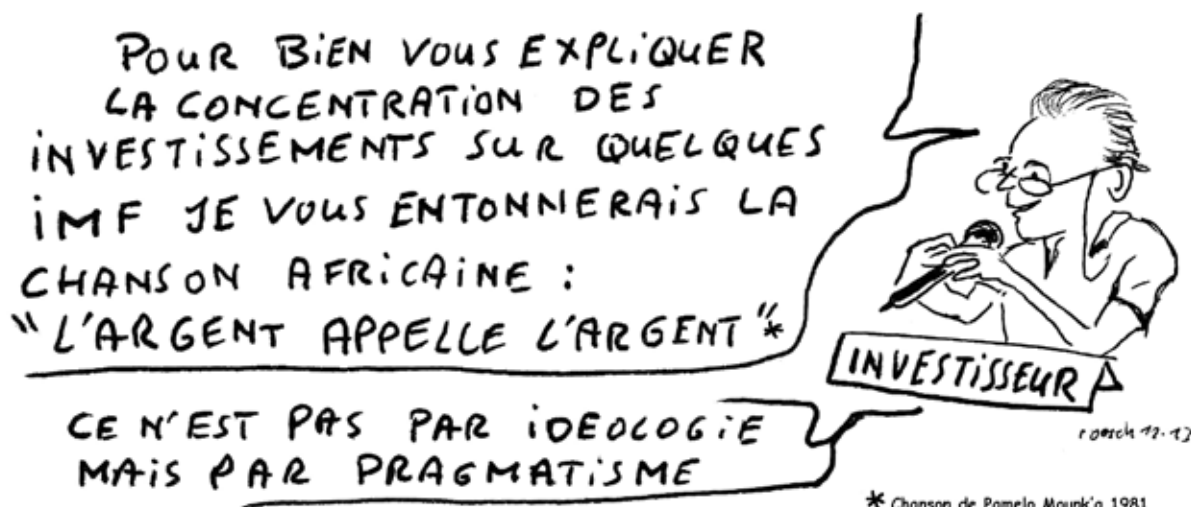 POUR BIEN VOUS EXPLIQUER
LA CONCENTRATION DES
INVESTISSEMENTS SUR QUELQUES
IMF JE VOUS ENTONNERAIS LA
CHANSON AFRICAINE :
"L'ARGENT APPELLE L'ARGENT"*
INVESTISSEUR
CE N'EST PAS PAR IDEOLOGIE
MAIS PAR PRAGMATISME
* Chanson de Pamelo Mounk'a 1981